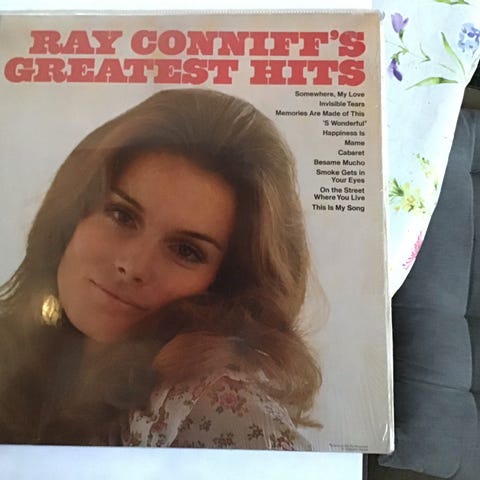 RAY CONNIFF'S
GREATEST HITS
Somewhere, My Love
Invisible Tears
Memories Are Made of This
'S Wonderful'
Happiness Is
Mame
Cabaret
Besame Mucho
Smoke Gets in
Your Eyes
On the Street
Where You Live
This Is My Song